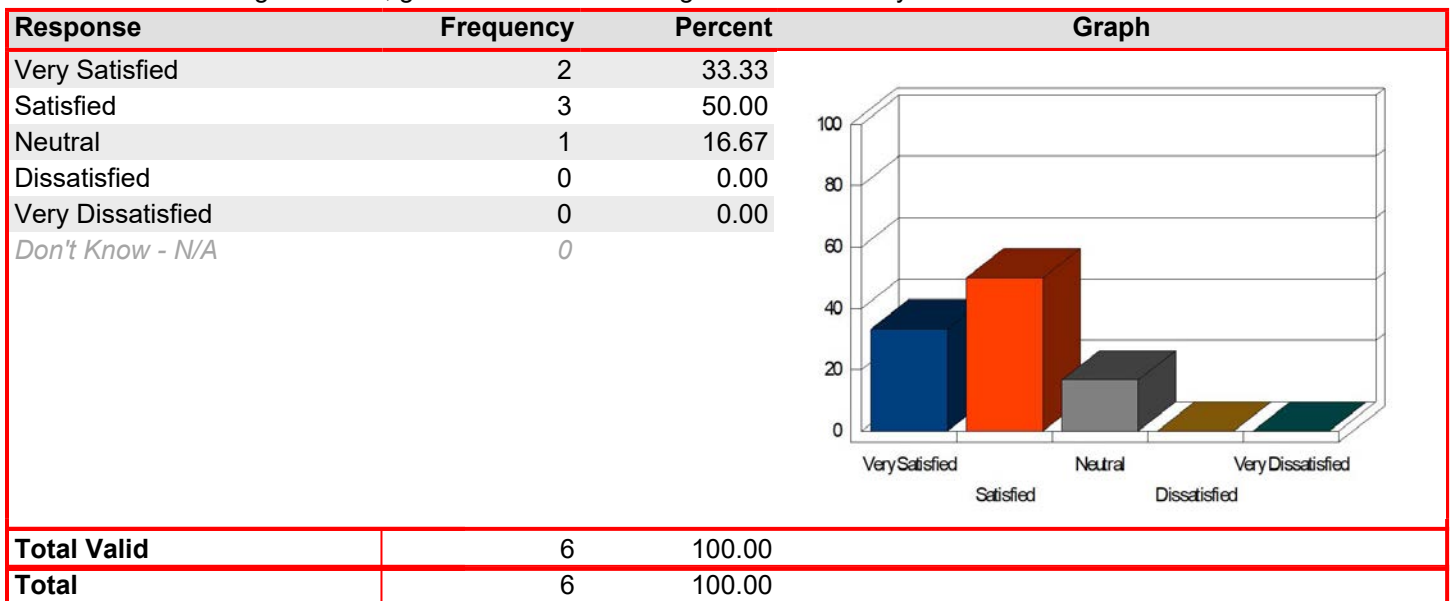 Response Frequency Percent Graph
Very Satisfied 2 33.33
Satisfied 3 50.00
Neutral 1 16.67
Dissatisfied 0 0.00
Very Dissatisfied 0 0.00
Don't Know - N/A 0
100
80
60
40
20
0
Very Satisfied Neutral Very Dissatisfied
Satisfied Dissatisfied
Total Valid 6 100.00
Total 6 100.00